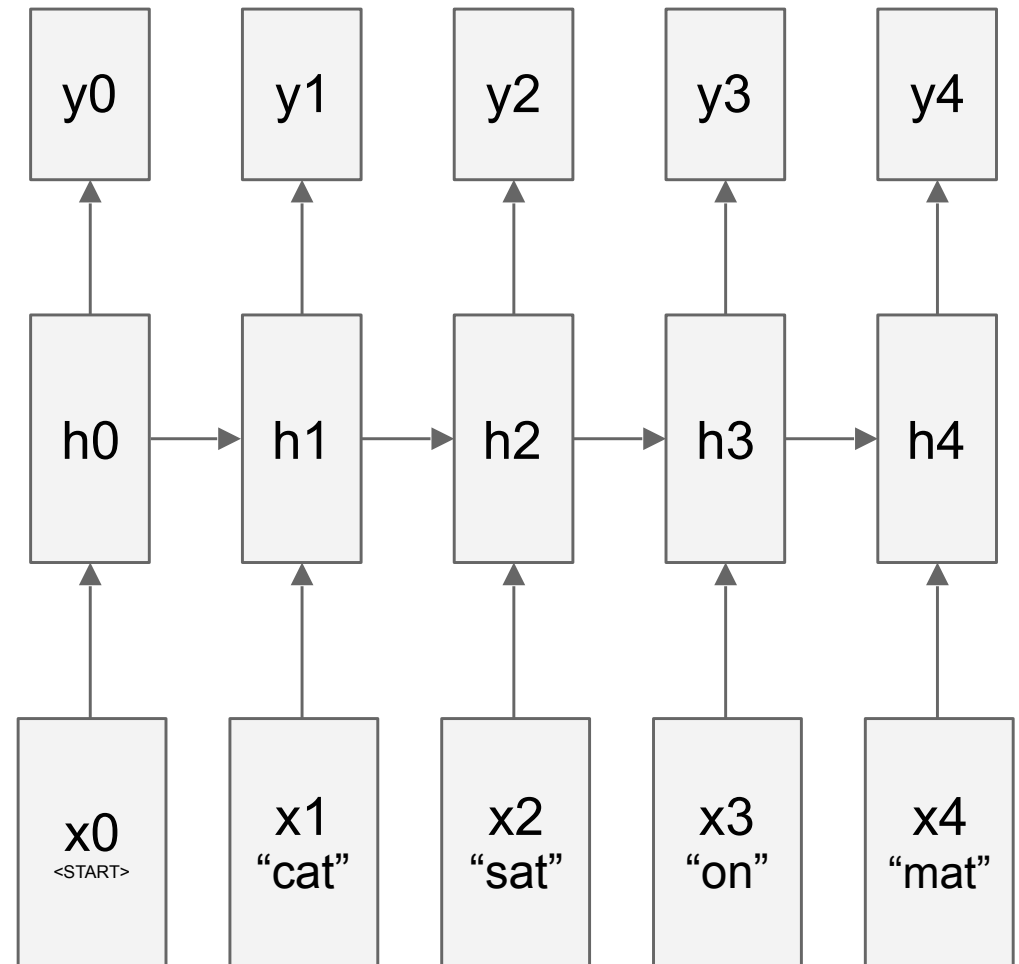 y0 y1 y2 y3 y4
h0 h1 h2 h3 h4
x0 x1 x2 x3 x4
<START> “cat” “sat” “on” “mat”